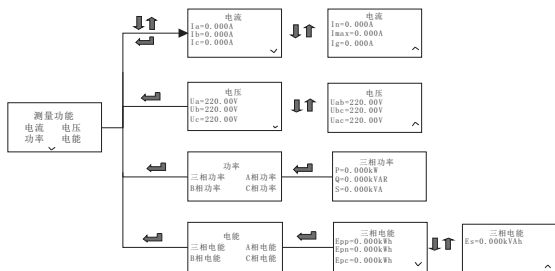 测量功能
电流 电压
功率 电能
电流
Ia=0.000A
Ib=0.000A
Ic=0.000A
电流
In=0.000A
Imax=0.000A
Ig=0.000A
电压
Ua=220.00V
Ub=220.00V
Uc=220.00V
电压
Uab=220.00V
Ubc=220.00V
Uac=220.00V
功率
三相功率 A相功率
B相功率 C相功率
三相功率
P=0.000kW
Q=0.000kVAR
S=0.000kVA
电能
三相电能 A相电能
B相电能 C相电能
三相电能
Epp=0.000kWh
Epn=0.000kWh
Epc=0.000kWh
三相电能
Es=0.000kVAh